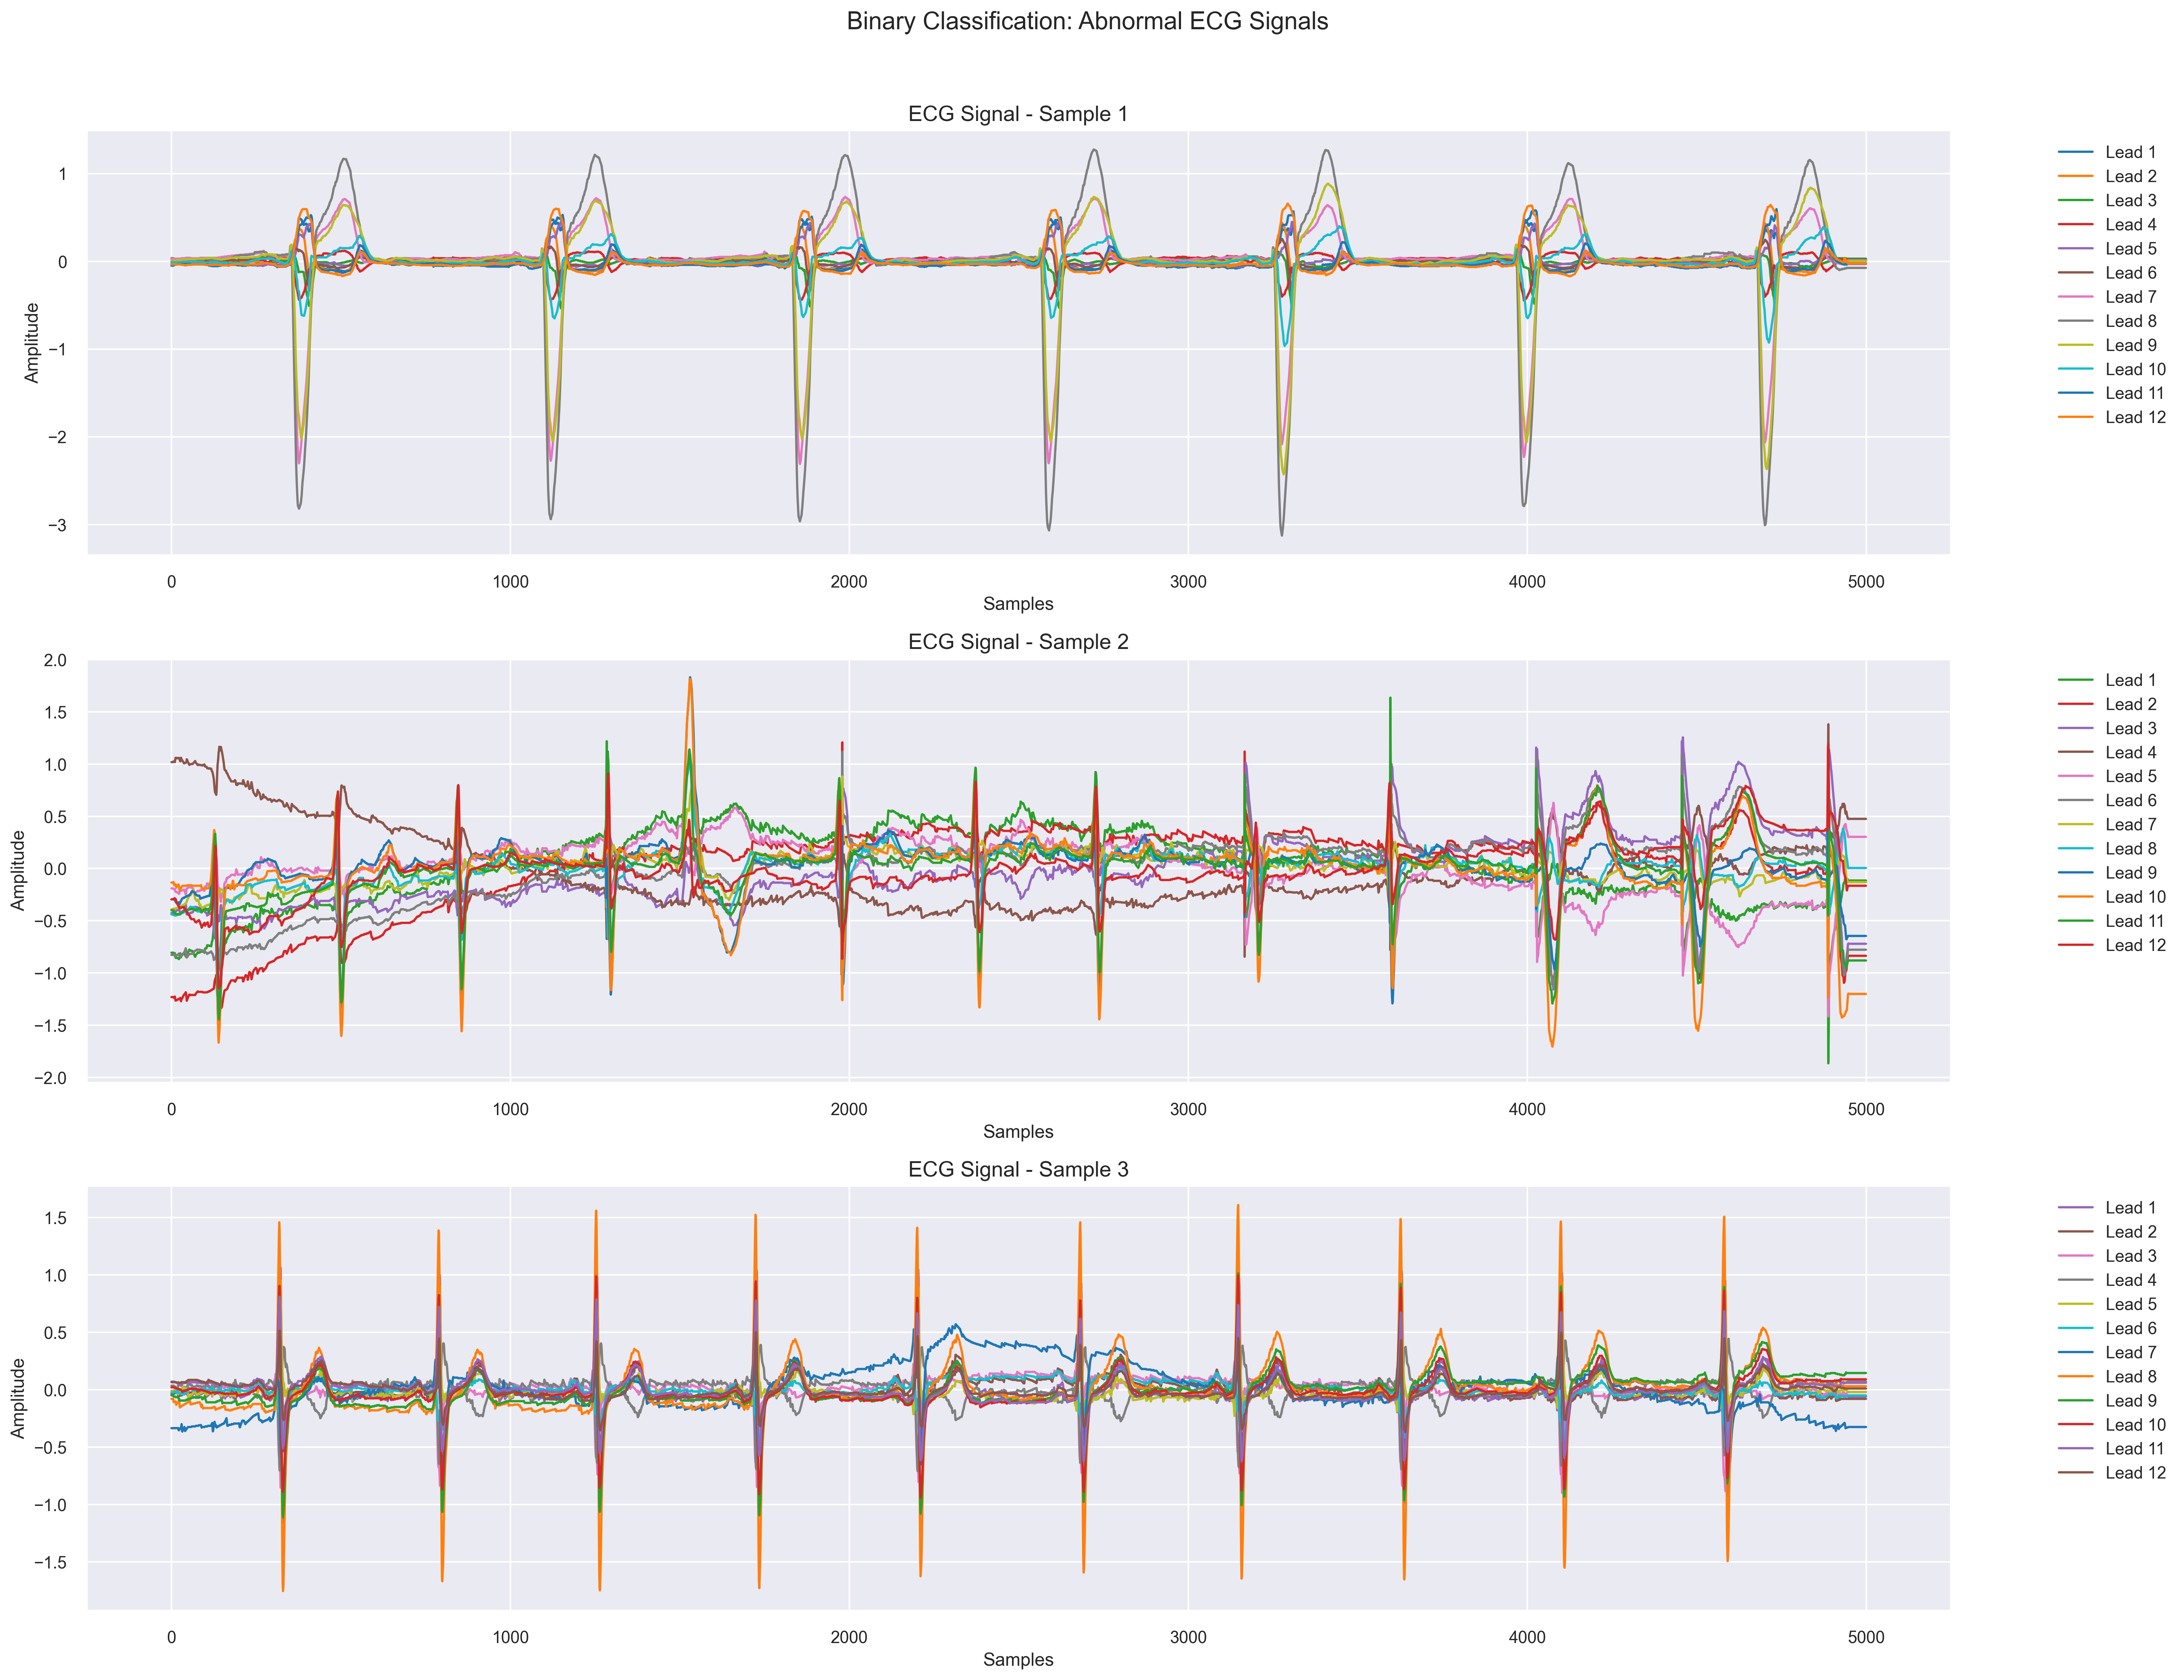 Binary Classification: Abnormal ECG Signals
ECG Signal - Sample 1
Amplitude
1
0
−1
−2
−3
0 1000 2000 3000 4000 5000
Samples
Lead 1
Lead 2
Lead 3
Lead 4
Lead 5
Lead 6
Lead 7
Lead 8
Lead 9
Lead 10
Lead 11
Lead 12
ECG Signal - Sample 2
Amplitude
2.0
1.5
1.0
0.5
0.0
−0.5
−1.0
−1.5
−2.0
0 1000 2000 3000 4000 5000
Samples
Lead 1
Lead 2
Lead 3
Lead 4
Lead 5
Lead 6
Lead 7
Lead 8
Lead 9
Lead 10
Lead 11
Lead 12
ECG Signal - Sample 3
Amplitude
1.5
1.0
0.5
0.0
−0.5
−1.0
−1.5
0 1000 2000 3000 4000 5000
Samples
Lead 1
Lead 2
Lead 3
Lead 4
Lead 5
Lead 6
Lead 7
Lead 8
Lead 9
Lead 10
Lead 11
Lead 12